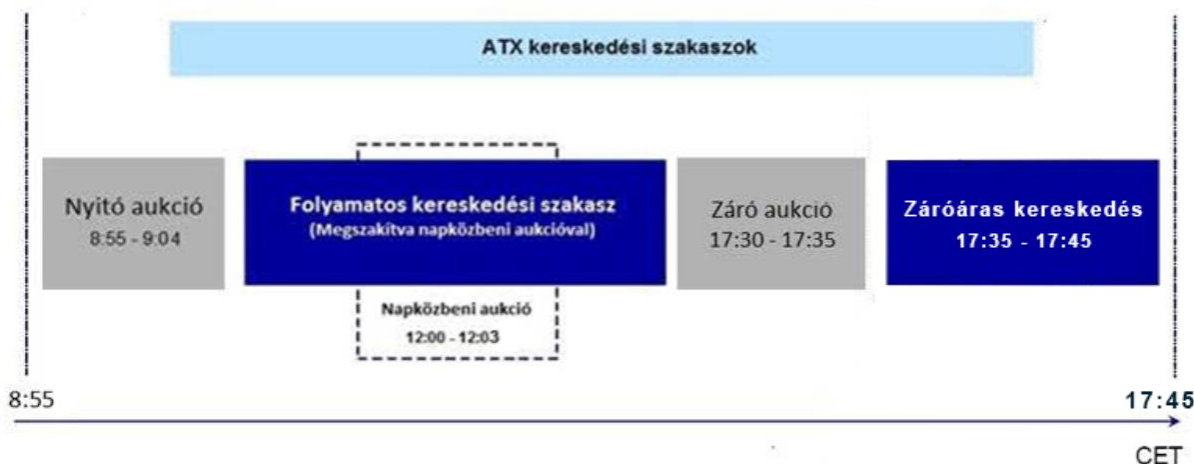 ATX kereskedési szakaszok
Nyitó aukció
8:55 - 9:04
Folyamatos kereskedési szakasz
(Megszakítva napközbeni aukcióval)
Záró aukció
17:30 - 17:35
Záróáras kereskedés
17:35 - 17:45
Napközbeni aukció
12:00 - 12:03
8:55
17:45
CET